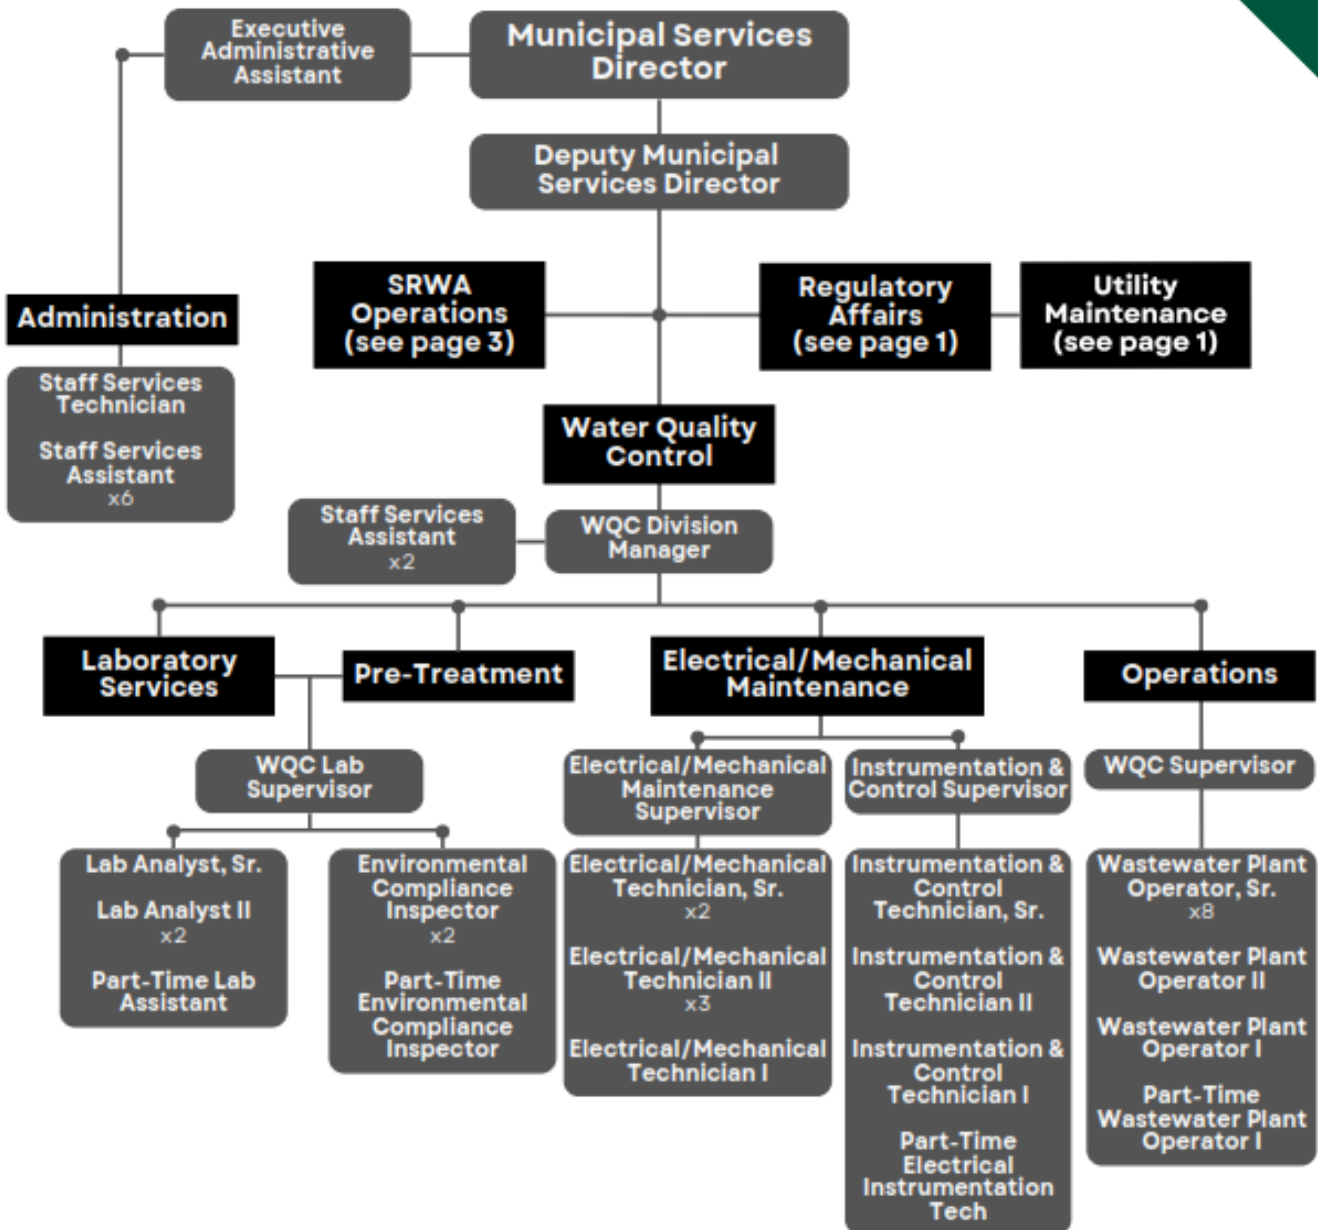 Executive
Administrative
Assistant
Municipal Services
Director
Deputy Municipal
Services Director
Administration
Staff Services
Technician
Staff Services
Assistant
x6
SRWA
Operations
(see page 3)
Regulatory
Affairs
(see page 1)
Utility
Maintenance
(see page 1)
Water Quality
Control
Staff Services
Assistant
x2
WQC Division
Manager
Laboratory
Services
Pre-Treatment
Electrical/Mechanical
Maintenance
Operations
WQC Lab
Supervisor
Electrical/Mechanical
Maintenance
Supervisor
Instrumentation &
Control Supervisor
WQC Supervisor
Lab Analyst, Sr.
Lab Analyst II
x2
Part-Time Lab
Assistant
Environmental
Compliance
Inspector
x2
Part-Time
Environmental
Compliance
Inspector
Electrical/Mechanical
Technician, Sr.
x2
Electrical/Mechanical
Technician II
x3
Electrical/Mechanical
Technician I
Instrumentation &
Control
Technician, Sr.
Instrumentation &
Control
Technician II
Instrumentation &
Control
Technician I
Part-Time
Electrical
Instrumentation
Tech
Wastewater Plant
Operator, Sr.
x8
Wastewater Plant
Operator II
Wastewater Plant
Operator I
Part-Time
Wastewater Plant
Operator I